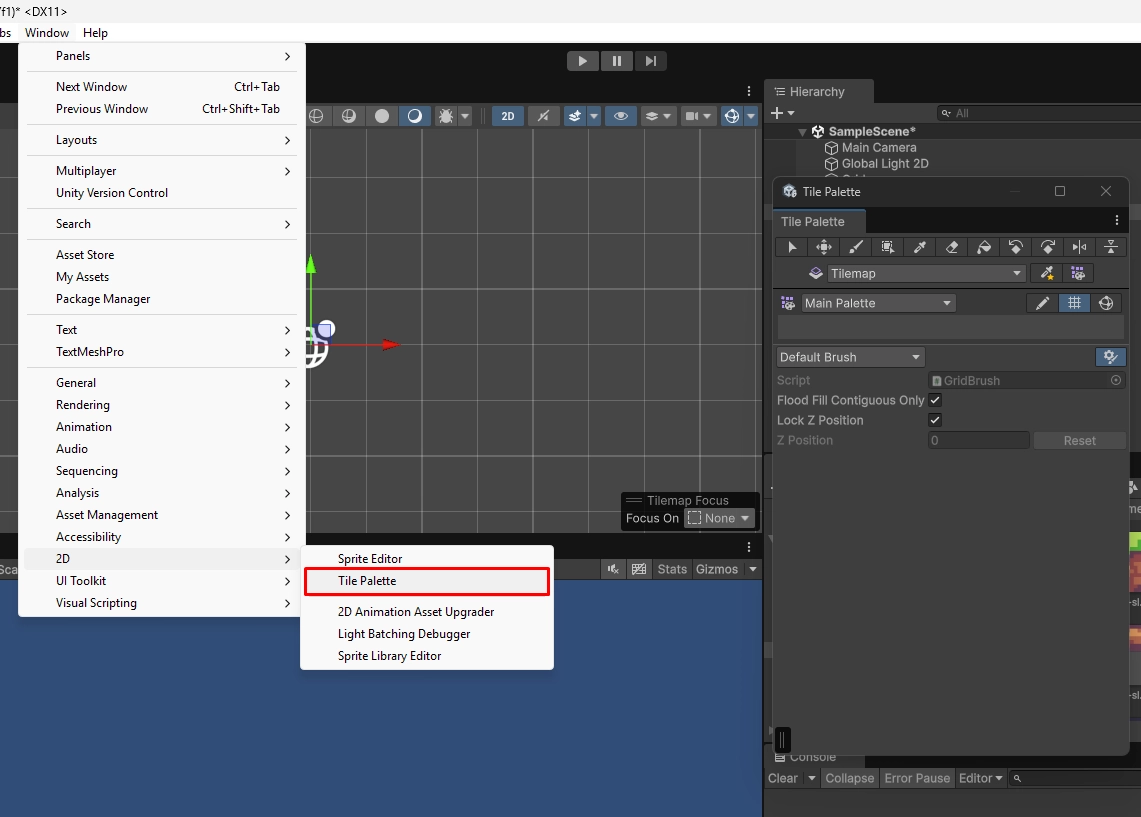 f1)* <DX11>
bs Window Help
Panels
Next Window Ctrl+Tab
Previous Window Ctrl+Shift+Tab
Layouts
Multiplayer
Unity Version Control
Search
Asset Store
My Assets
Package Manager
Text
TextMeshPro
General
Rendering
Animation
Audio
Sequencing
Analysis
Asset Management
Accessibility
2D
UI Toolkit
Visual Scripting
Sprite Editor
Tile Palette
2D Animation Asset Upgrader
Light Batching Debugger
Sprite Library Editor
2D
Tilemap Focus
Focus On None
Sca
Stats Gizmos
Hierarchy
All
SampleScene*
Main Camera
Global Light 2D
Tile Palette
Tile Palette
Tilemap
Main Palette
Default Brush
Script GridBrush
Flood Fill Contiguous Only
Lock Z Position
Z Position 0 Reset
me
-sl
-sl
Console
Clear Collapse Error Pause Editor